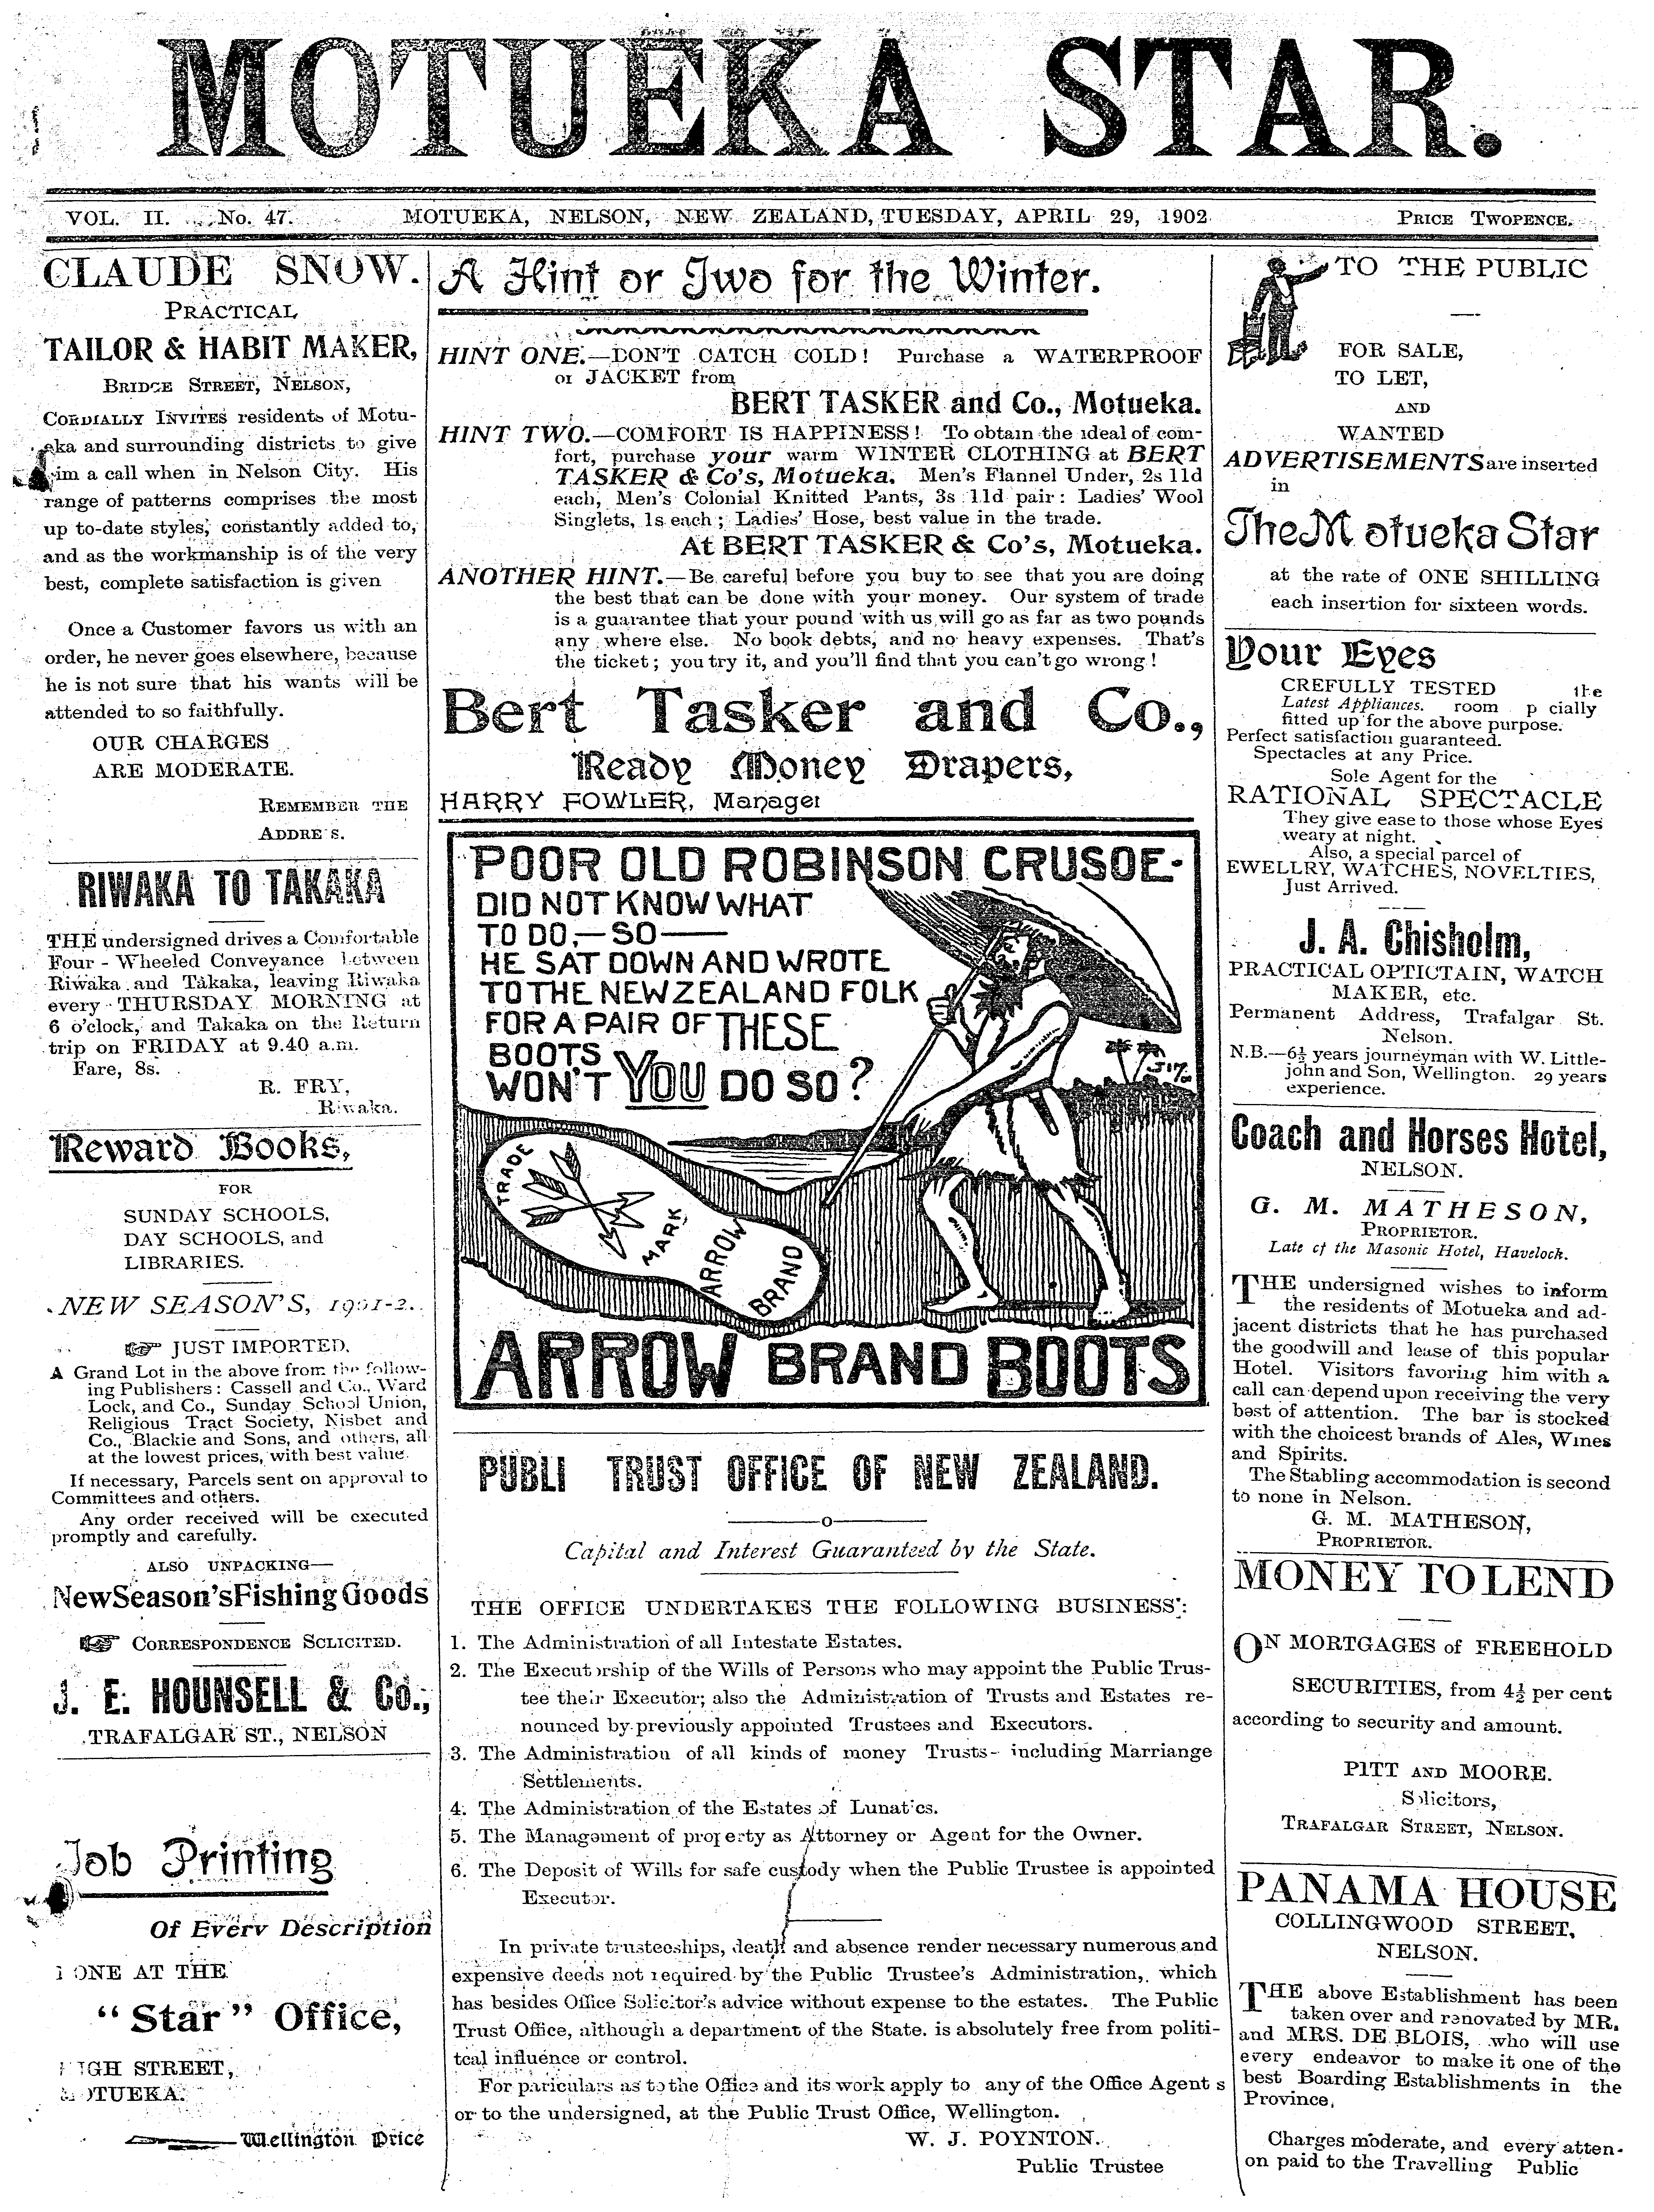 MOTUEKA STAR.
VOL. II. No. 47. MOTUEKA, NELSON, NEW ZEALAND, TUESDAY, APRIL 29, 1902 PRICE TWOPENCE.
CLAUDE SNOW.
PRACTICAL
TAILOR & HABIT MAKER,
BRIDGE STREET, NELSON,
CORDIALLY INVITES residents of Motu-
eka and surrounding districts to give
im a call when in Nelson City. His
range of patterns comprises the most
up to-date styles, constantly added to,
and as the workmanship is of the very
best, complete satisfaction is given
Once a Customer favors us with an
order, he never goes elsewhere, because
he is not sure that his wants will be
attended to so faithfully.
OUR CHARGES
ARE MODERATE.
REMEMBER THE
ADDRE S.
RIWAKA TO TAKAKA
THE undersigned drives a Comfortable
Four - Wheeled Conveyance between
Riwaka and Takaka, leaving Riwaka
every THURSDAY MORNING at
6 o'clock, and Takaka on the Return
trip on FRIDAY at 9.40 a.m.
Fare, 8s.
R. FRY,
Riwaka.
Reward Books,
FOR
SUNDAY SCHOOLS,
DAY SCHOOLS, and
LIBRARIES.
NEW SEASON'S, 1901-2.
JUST IMPORTED.
A Grand Lot in the above from the follow-
ing Publishers: Cassell and Co., Ward
Lock, and Co., Sunday School Union,
Religious Tract Society, Nisbet and
Co., Blackie and Sons, and others, all
at the lowest prices, with best value.
If necessary, Parcels sent on approval to
Committees and others.
Any order received will be executed
promptly and carefully.
ALSO UNPACKING—
New Season's Fishing Goods
CORRESPONDENCE SCLICITED.
J. E. HOUNSELL & Co.,
TRAFALGAR ST., NELSON
Job Printing
Of Every Description
ONE AT THE
"Star" Office,
IGH STREET,
OTUEKA.
Wellington Price
A Hint or Two for the Winter.
HINT ONE.—DON'T CATCH COLD! Purchase a WATERPROOF
or JACKET from
BERT TASKER and Co., Motueka.
HINT TWO.—COMFORT IS HAPPINESS! To obtain the ideal of com-
fort, purchase your warm WINTER CLOTHING at BERT
TASKER & Co's, Motueka. Men's Flannel Under, 2s 11d
each, Men's Colonial Knitted Pants, 3s 11d pair: Ladies' Wool
Singlets, 1s each; Ladies' Hose, best value in the trade.
At BERT TASKER & Co's, Motueka.
ANOTHER HINT.—Be careful before you buy to see that you are doing
the best that can be done with your money. Our system of trade
is a guarantee that your pound with us will go as far as two pounds
any where else. No book debts, and no heavy expenses. That's
the ticket; you try it, and you'll find that you can't go wrong!
Bert Tasker and Co.,
Ready Money Drapers,
HARRY FOWLER, Manager
POOR OLD ROBINSON CRUSOE-
DID NOT KNOW WHAT
TO DO,—SO—
HE SAT DOWN AND WROTE
TO THE NEW ZEALAND FOLK
FOR A PAIR OF THESE
BOOTS
WON'T YOU DO SO?
TRADE
MARK
ARROW
BRAND
ARROW BRAND BOOTS
PUBLI TRUST OFFICE OF NEW ZEALAND.
o
Capital and Interest Guaranteed by the State.
THE OFFICE UNDERTAKES THE FOLLOWING BUSINESS:
1. The Administration of all Intestate Estates.
2. The Executorship of the Wills of Persons who may appoint the Public Trus-
tee their Executor; also the Administration of Trusts and Estates re-
nounced by previously appointed Trustees and Executors.
3. The Administration of all kinds of money Trusts- including Marriange
Settlements.
4. The Administration of the Estates of Lunatics.
5. The Management of property as Attorney or Agent for the Owner.
6. The Deposit of Wills for safe custody when the Public Trustee is appointed
Executor.
In private trusteeships, death and absence render necessary numerous and
expensive deeds not required by the Public Trustee's Administration, which
has besides Office Solicitor's advice without expense to the estates. The Public
Trust Office, although a department of the State. is absolutely free from politi-
tcal influence or control.
For pariculars as to the Office and its work apply to any of the Office Agent s
or to the undersigned, at the Public Trust Office, Wellington.
W. J. POYNTON.
Public Trustee
TO THE PUBLIC
FOR SALE,
TO LET,
AND
WANTED
ADVERTISEMENTS are inserted
in
The Motueka Star
at the rate of ONE SHILLING
each insertion for sixteen words.
Your Eyes
CREFULLY TESTED the
Latest Appliances. room p cially
fitted up for the above purpose.
Perfect satisfaction guaranteed.
Spectacles at any Price.
Sole Agent for the
RATIONAL SPECTACLE
They give ease to those whose Eyes
weary at night.
Also, a special parcel of
EWELLRY, WATCHES, NOVELTIES,
Just Arrived.
J. A. Chisholm,
PRACTICAL OPTICTAIN, WATCH
MAKER, etc.
Permanent Address, Trafalgar St.
Nelson.
N.B.—6½ years journeyman with W. Little-
john and Son, Wellington. 29 years
experience.
Coach and Horses Hotel,
NELSON.
G. M. MATHESON,
PROPRIETOR.
Late of the Masonic Hotel, Havelock.
THE undersigned wishes to inform
the residents of Motueka and ad-
jacent districts that he has purchased
the goodwill and lease of this popular
Hotel. Visitors favoring him with a
call can depend upon receiving the very
best of attention. The bar is stocked
with the choicest brands of Ales, Wines
and Spirits.
The Stabling accommodation is second
to none in Nelson.
G. M. MATHESON,
PROPRIETOR.
MONEY TO LEND
ON MORTGAGES of FREEHOLD
SECURITIES, from 4½ per cent
according to security and amount.
PITT AND MOORE.
Solicitors,
TRAFALGAR STREET, NELSON.
PANAMA HOUSE
COLLINGWOOD STREET,
NELSON.
THE above Establishment has been
taken over and renovated by MR.
and MRS. DE BLOIS, who will use
every endeavor to make it one of the
best Boarding Establishments in the
Province.
Charges moderate, and every atten-
on paid to the Travelling Public